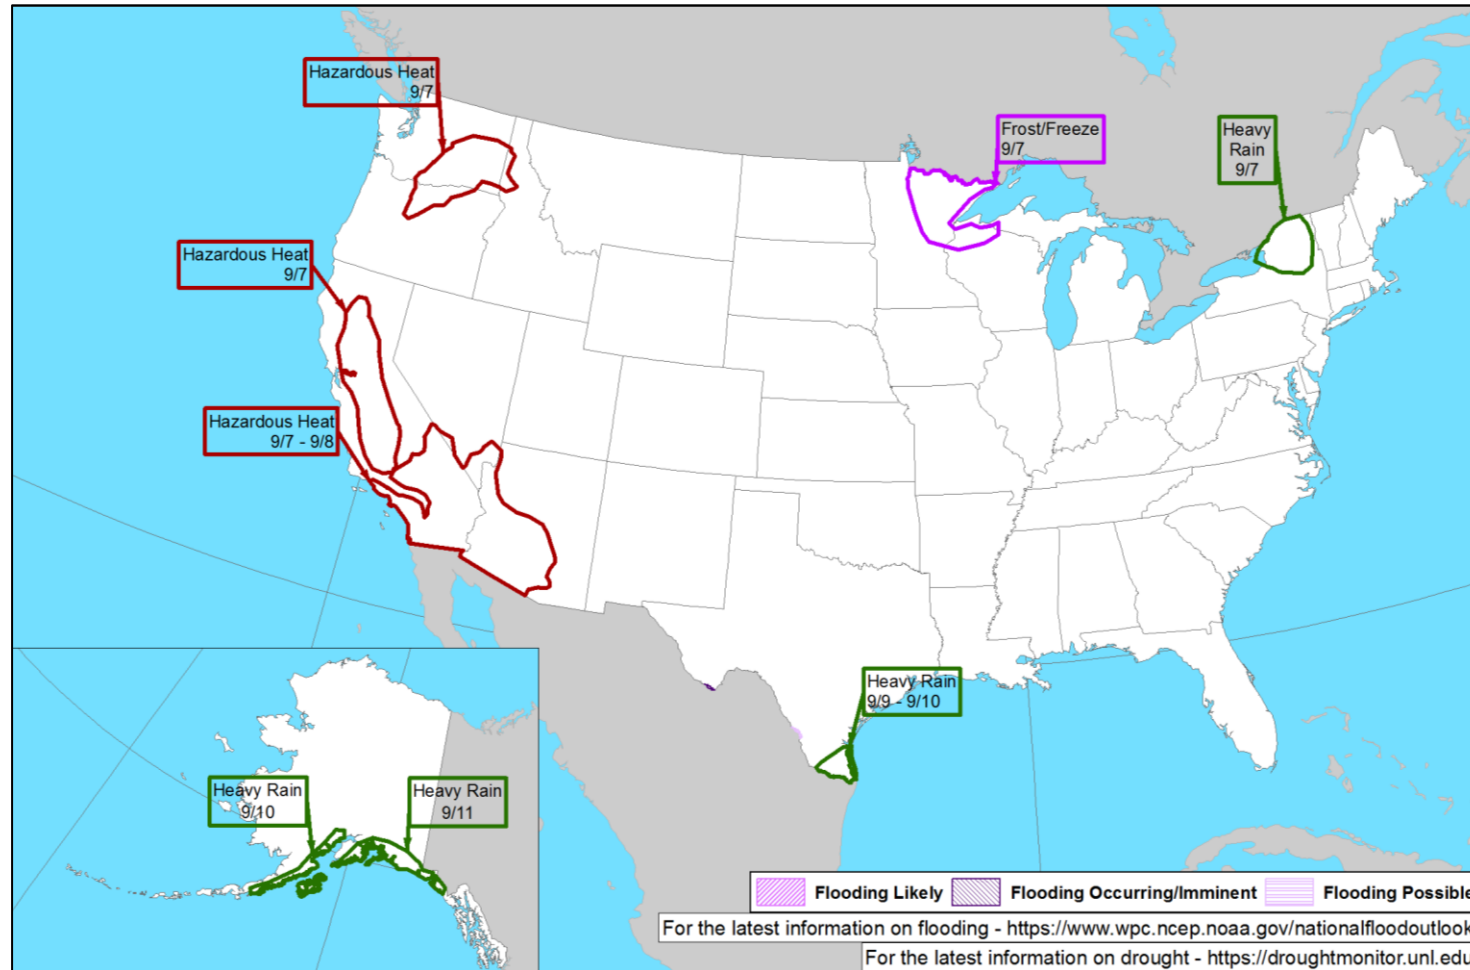 Hazardous Heat
9/7
Frost/Freeze
9/7
Heavy
Rain
9/7
Hazardous Heat
9/7
Hazardous Heat
9/7 - 9/8
Heavy Rain
9/9 - 9/10
Heavy Rain
9/10
Heavy Rain
9/11
Flooding Likely Flooding Occurring/Imminent Flooding Possible
For the latest information on flooding - https://www.wpc.ncep.noaa.gov/nationalfloodoutlook
For the latest information on drought - https://droughtmonitor.unl.edu